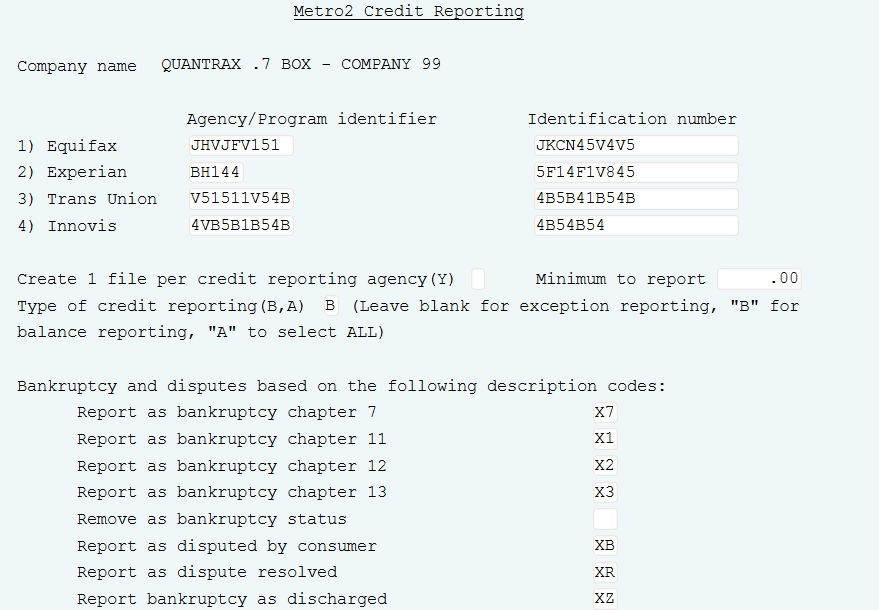 Metro2 Credit Reporting
Company name QUANTRAX .7 BOX - COMPANY 99
Agency/Program identifier Identification number
1) Equifax JHVJFV151 JKCN45V4V5
2) Experian BH144 5F14F1V845
3) Trans Union V51511V54B 4B5B41B54B
4) Innovis 4VB5B1B54B 4B54B54
Create 1 file per credit reporting agency(Y) Minimum to report .00
Type of credit reporting(B,A) B (Leave blank for exception reporting, "B" for
balance reporting, "A" to select ALL)
Bankruptcy and disputes based on the following description codes:
Report as bankruptcy chapter 7 X7
Report as bankruptcy chapter 11 X1
Report as bankruptcy chapter 12 X2
Report as bankruptcy chapter 13 X3
Remove as bankruptcy status
Report as disputed by consumer XB
Report as dispute resolved XR
Report bankruptcy as discharged XZ